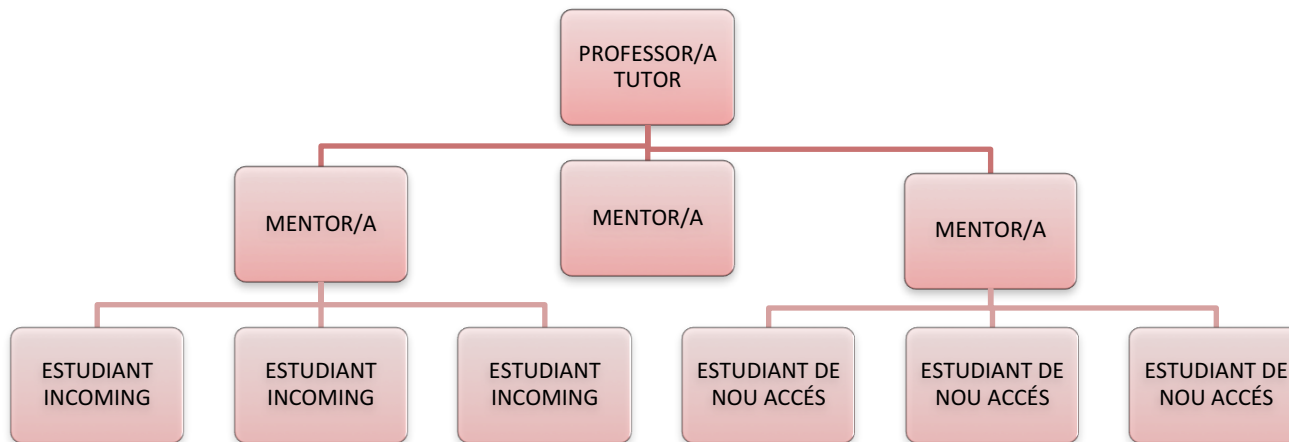 PROFESSOR/A
TUTOR
MENTOR/A
MENTOR/A
MENTOR/A
ESTUDIANT
INCOMING
ESTUDIANT
INCOMING
ESTUDIANT
INCOMING
ESTUDIANT DE
NOU ACCÉS
ESTUDIANT DE
NOU ACCÉS
ESTUDIANT DE
NOU ACCÉS